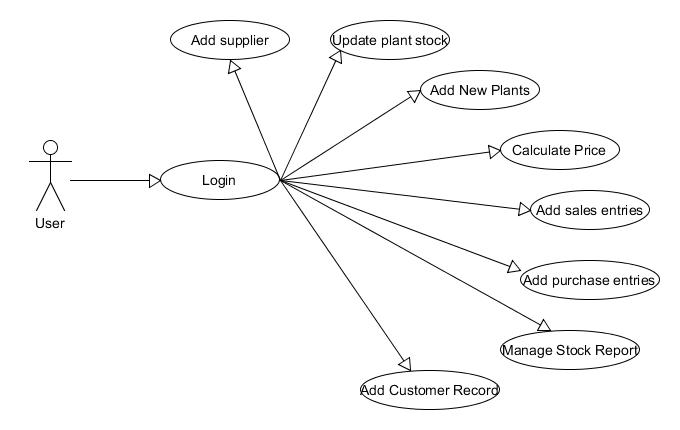 Add supplier
Update plant stock
Add New Plants
Calculate Price
Login
Add sales entries
User
Add purchase entries
Manage Stock Report
Add Customer Record